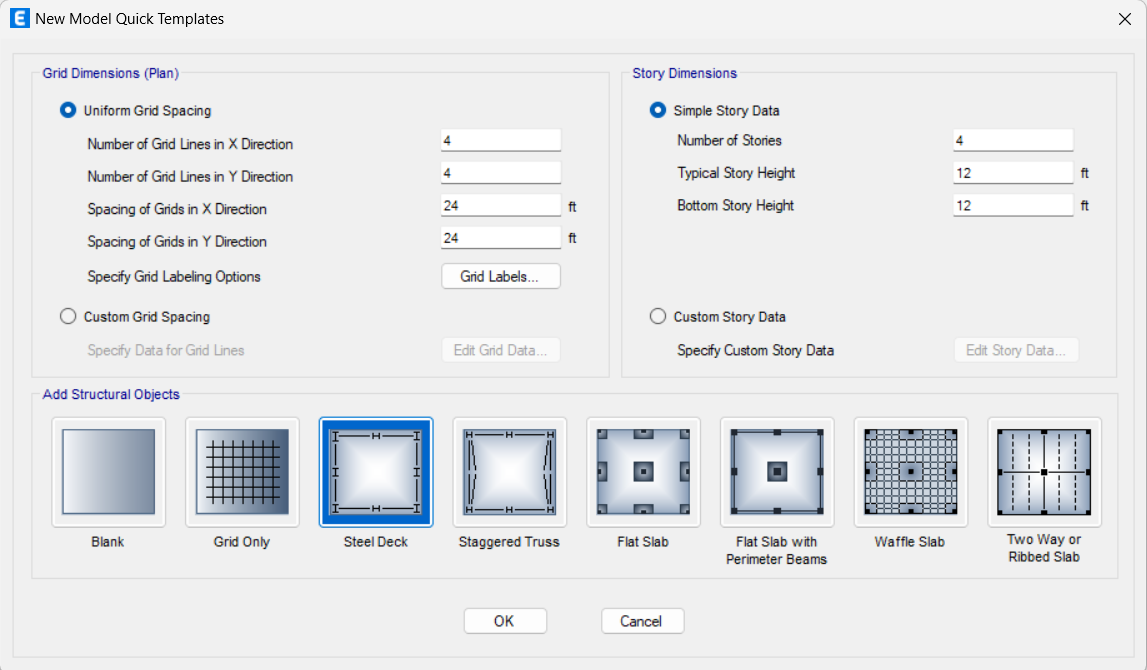 E New Model Quick Templates
Grid Dimensions (Plan)
Uniform Grid Spacing
Number of Grid Lines in X Direction 4
Number of Grid Lines in Y Direction 4
Spacing of Grids in X Direction 24 ft
Spacing of Grids in Y Direction 24 ft
Specify Grid Labeling Options Grid Labels...
Custom Grid Spacing
Specify Data for Grid Lines Edit Grid Data...
Story Dimensions
Simple Story Data
Number of Stories 4
Typical Story Height 12 ft
Bottom Story Height 12 ft
Custom Story Data
Specify Custom Story Data Edit Story Data...
Add Structural Objects
Blank
Grid Only
Steel Deck
Staggered Truss
Flat Slab
Flat Slab with
Perimeter Beams
Waffle Slab
Two Way or
Ribbed Slab
OK Cancel